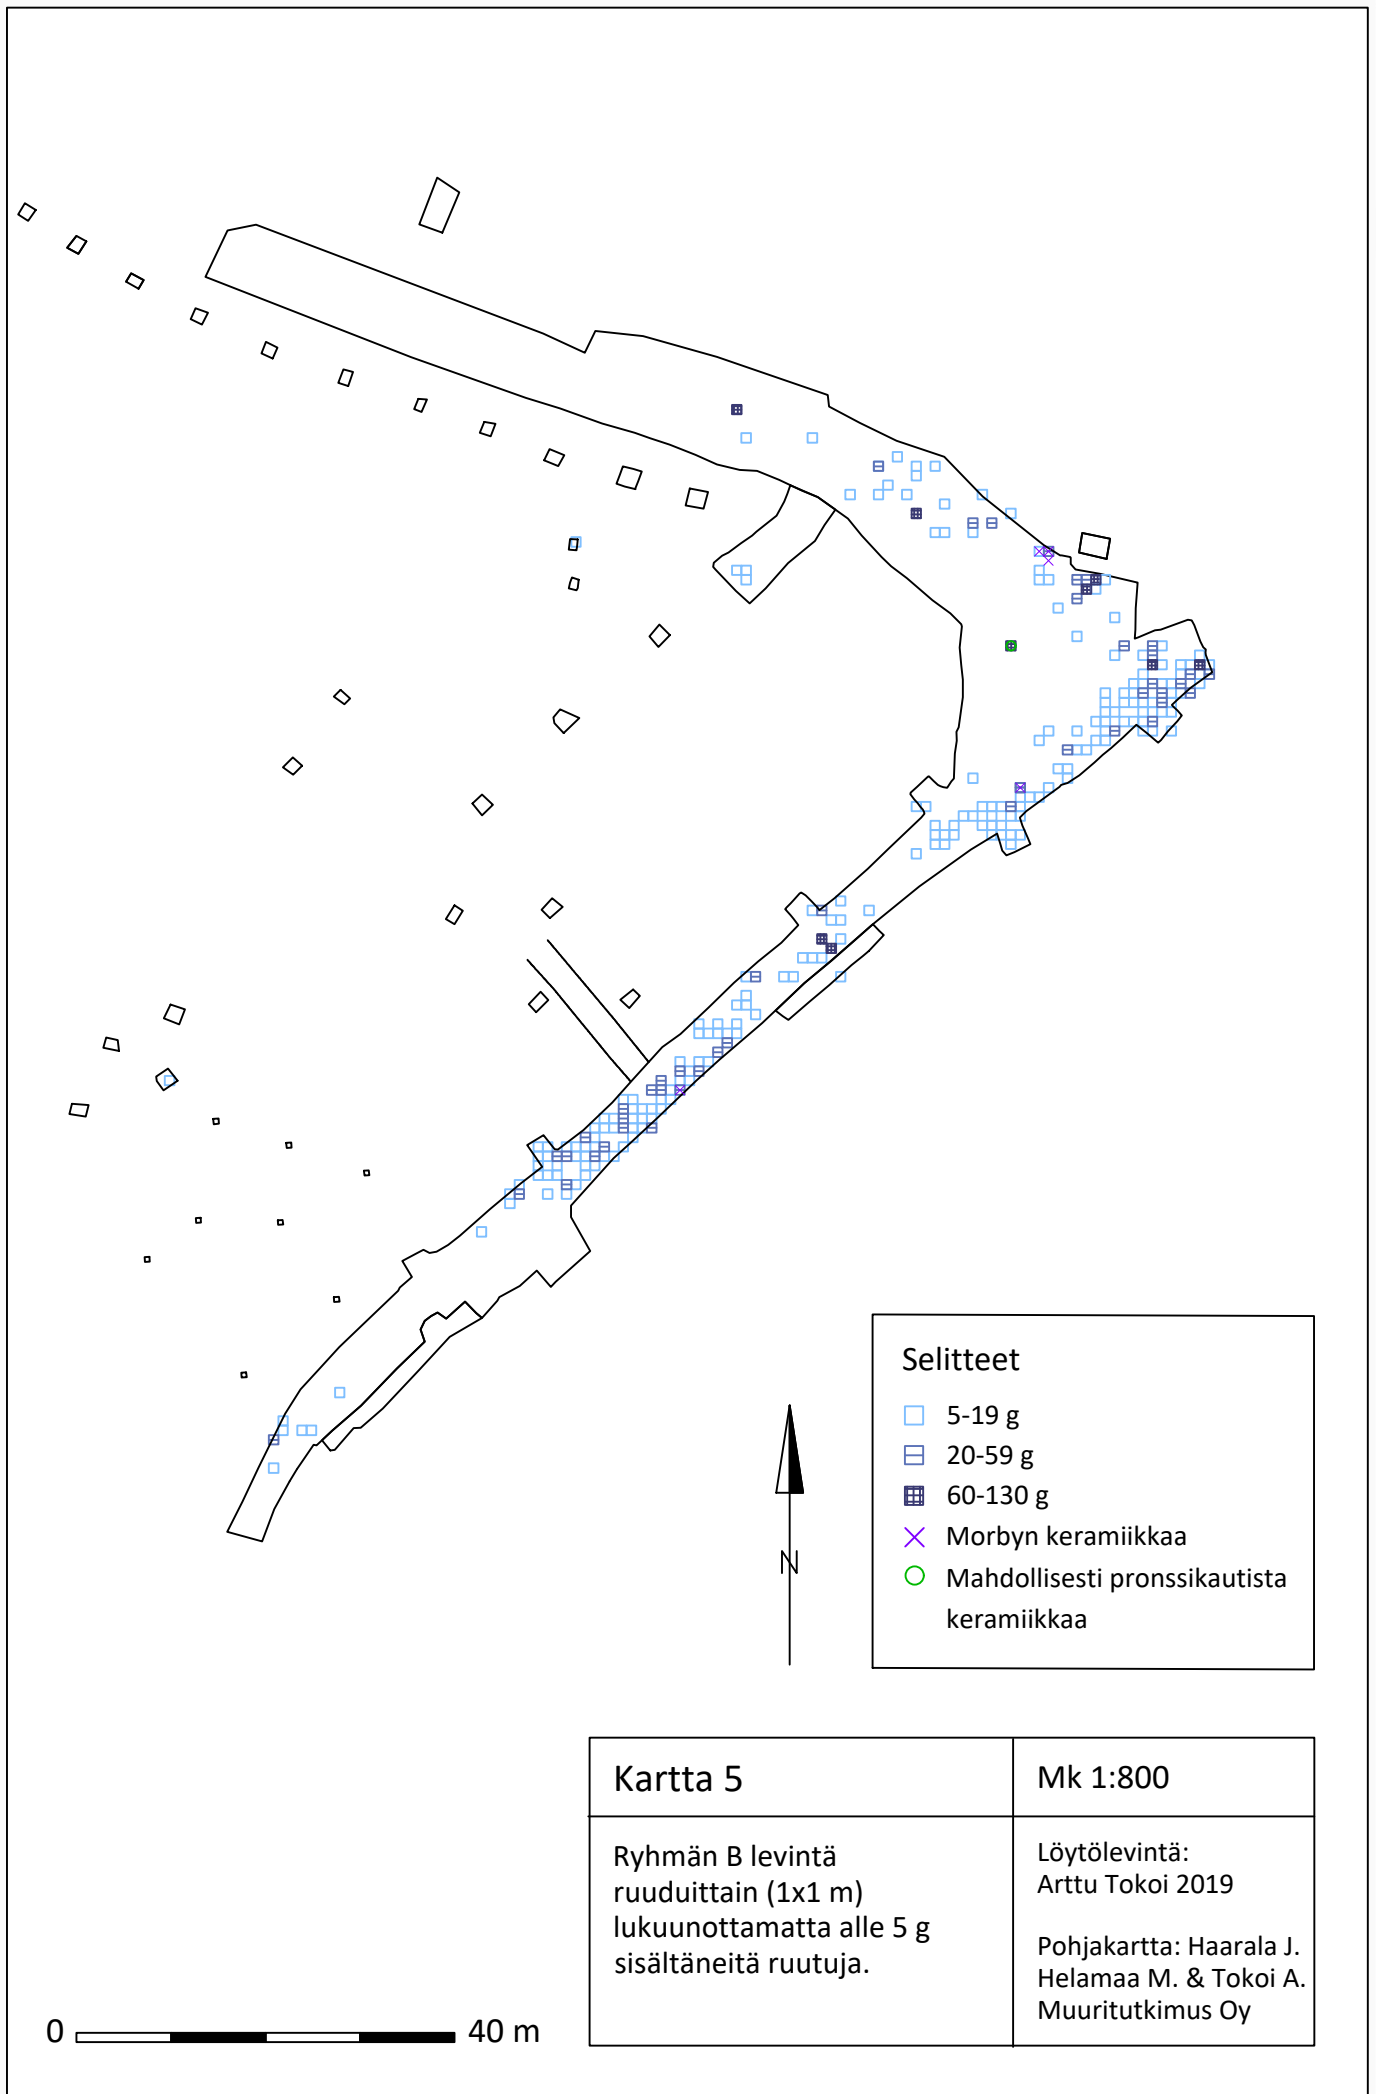 Selitteet
5-19 g
20-59 g
60-130 g
Morbyn keramiikkaa
Mahdollisesti pronssikautista
keramiikkaa
N
Kartta 5
Mk 1:800
Ryhmän B levintä
ruuduittain (1x1 m)
lukuunottamatta alle 5 g
sisältäneitä ruutuja.
Löytölevintä:
Arttu Tokoi 2019
Pohjakartta: Haarala J.
Helamaa M. & Tokoi A.
Muuritutkimus Oy
0 40 m